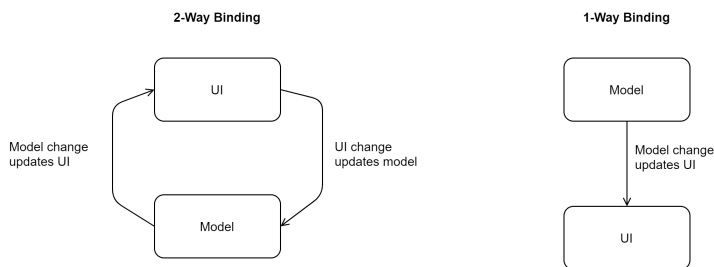 2-Way Binding
UI
Model change
updates UI
UI change
updates model
Model
1-Way Binding
Model
Model change
updates UI
UI